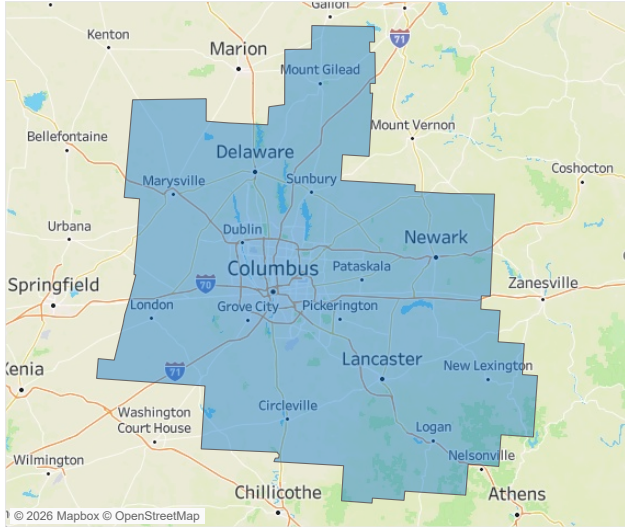 Galion
Kenton
71
Marion
Mount Gilead
Mount Vernon
Bellefontaine
Delaware
Coshocton
Marysville
Sunbury
Urbana
Dublin
Newark
Columbus
Pataskala
Springfield
70
Zanesville
London
Grove City
Pickerington
Lancaster
New Lexington
Xenia
71
Circleville
Washington
Court House
Logan
Nelsonville
Wilmington
Chillicothe
Athens
© 2026 Mapbox © OpenStreetMap